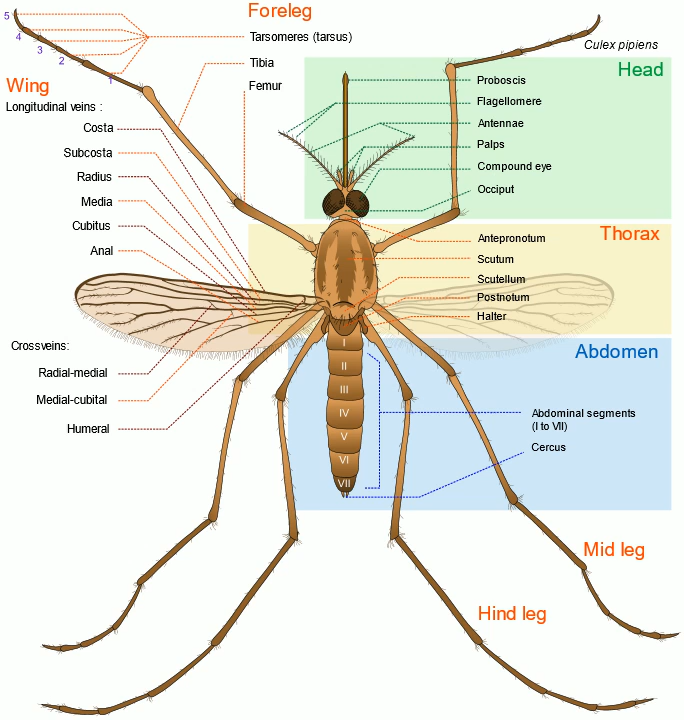 Foreleg
5
4
3
2
1
Tarsomeres (tarsus)
Tibia
Femur
Culex pipiens
Wing
Longitudinal veins :
Costa
Subcosta
Radius
Media
Cubitus
Anal
Crossveins:
Radial-medial
Medial-cubital
Humeral
Head
Proboscis
Flagellomere
Antennae
Palps
Compound eye
Occiput
Thorax
Antepronotum
Scutum
Scutellum
Postnotum
Halter
Abdomen
I
II
III
IV
V
VI
VII
Abdominal segments
(I to VII)
Cercus
Mid leg
Hind leg